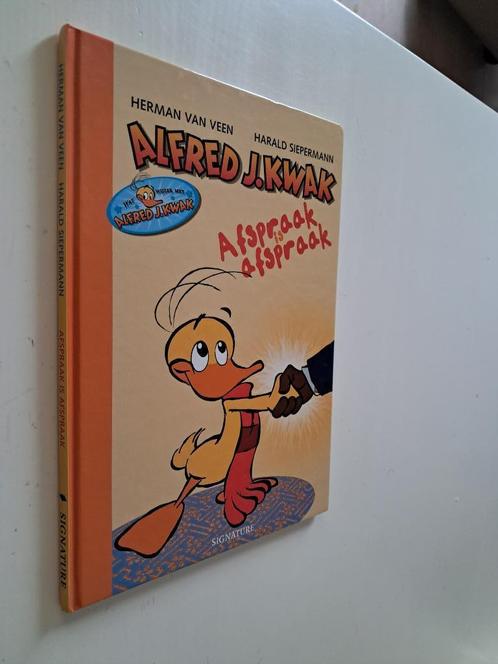 HERMAN VAN VEEN HARALD SIEPERMANN
ALFRED J. KWAK
ALFRED J. KWAK
Afspraak
is
afspraak
SIGNATURE
HERMAN VAN VEEN HARALD SIEPERMANN AFSPRAAK IS AFSPRAAK SIGNATURE